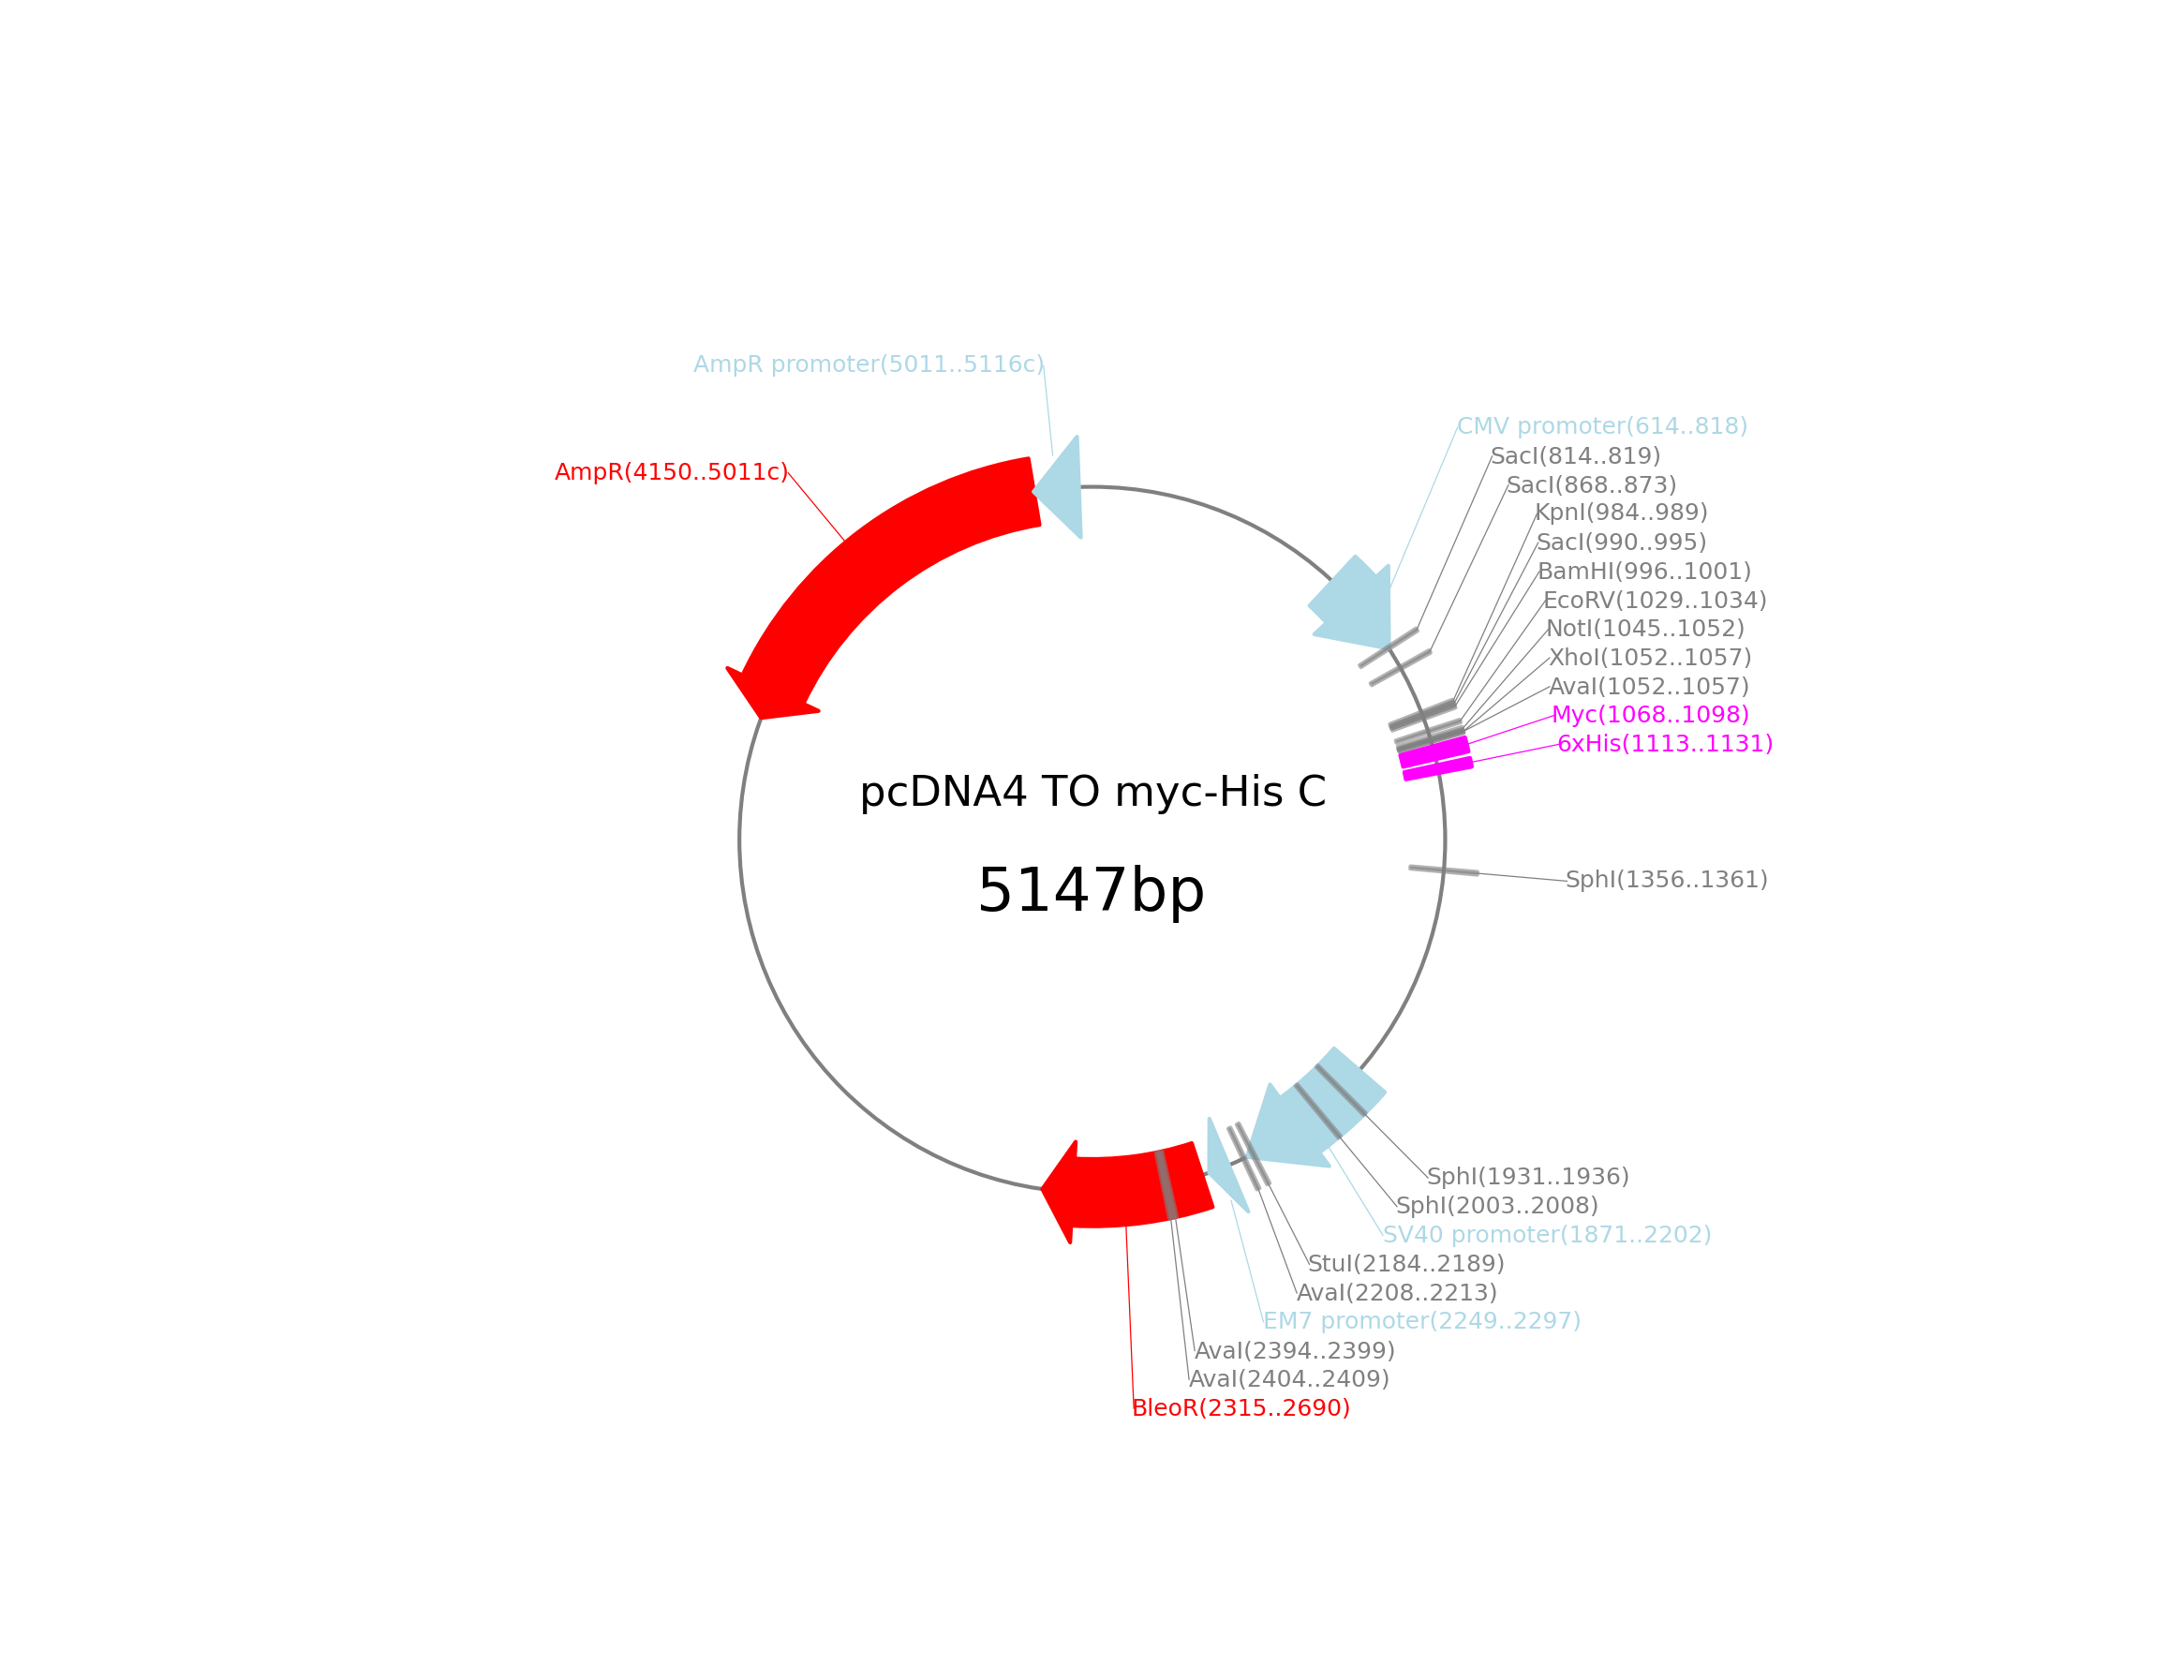 AmpR promoter(5011..5116c)
CMV promoter(614..818)
SacI(814..819)
AmpR(4150..5011c)
SacI(868..873)
KpnI(984..989)
SacI(990..995)
BamHI(996..1001)
EcoRV(1029..1034)
NotI(1045..1052)
XhoI(1052..1057)
AvaI(1052..1057)
Myc(1068..1098)
6xHis(1113..1131)
pcDNA4 TO myc-His C
5147bp
SphI(1356..1361)
SphI(1931..1936)
SphI(2003..2008)
SV40 promoter(1871..2202)
StuI(2184..2189)
AvaI(2208..2213)
EM7 promoter(2249..2297)
AvaI(2394..2399)
AvaI(2404..2409)
BleoR(2315..2690)